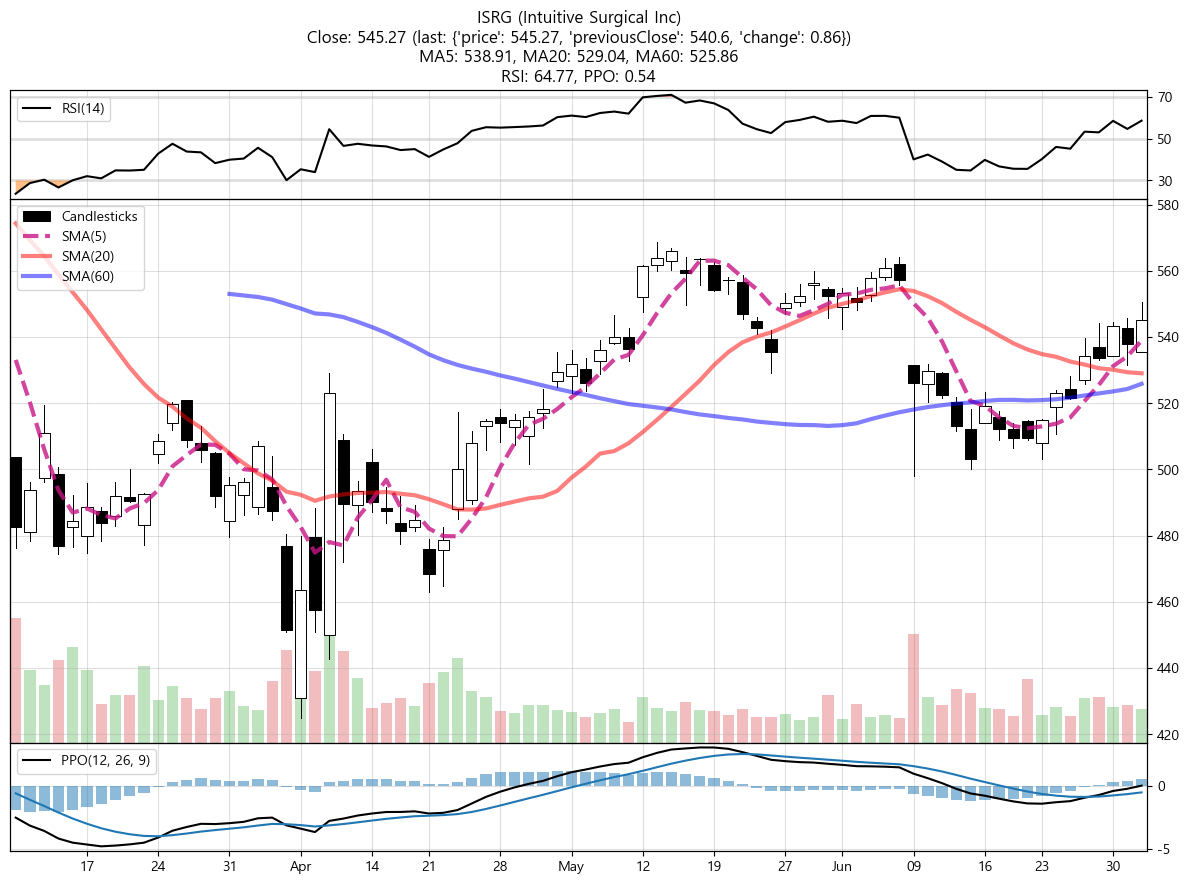 ISRG (Intuitive Surgical Inc)
Close: 545.27 (last: {'price': 545.27, 'previousClose': 540.6, 'change': 0.86})
MA5: 538.91, MA20: 529.04, MA60: 525.86
RSI: 64.77, PPO: 0.54
RSI(14)
70
50
30
Candlesticks
SMA(5)
SMA(20)
SMA(60)
580
560
540
520
500
480
460
440
420
PPO(12, 26, 9)
0
-5
17 24 31 Apr 14 21 28 May 12 19 27 Jun 09 16 23 30